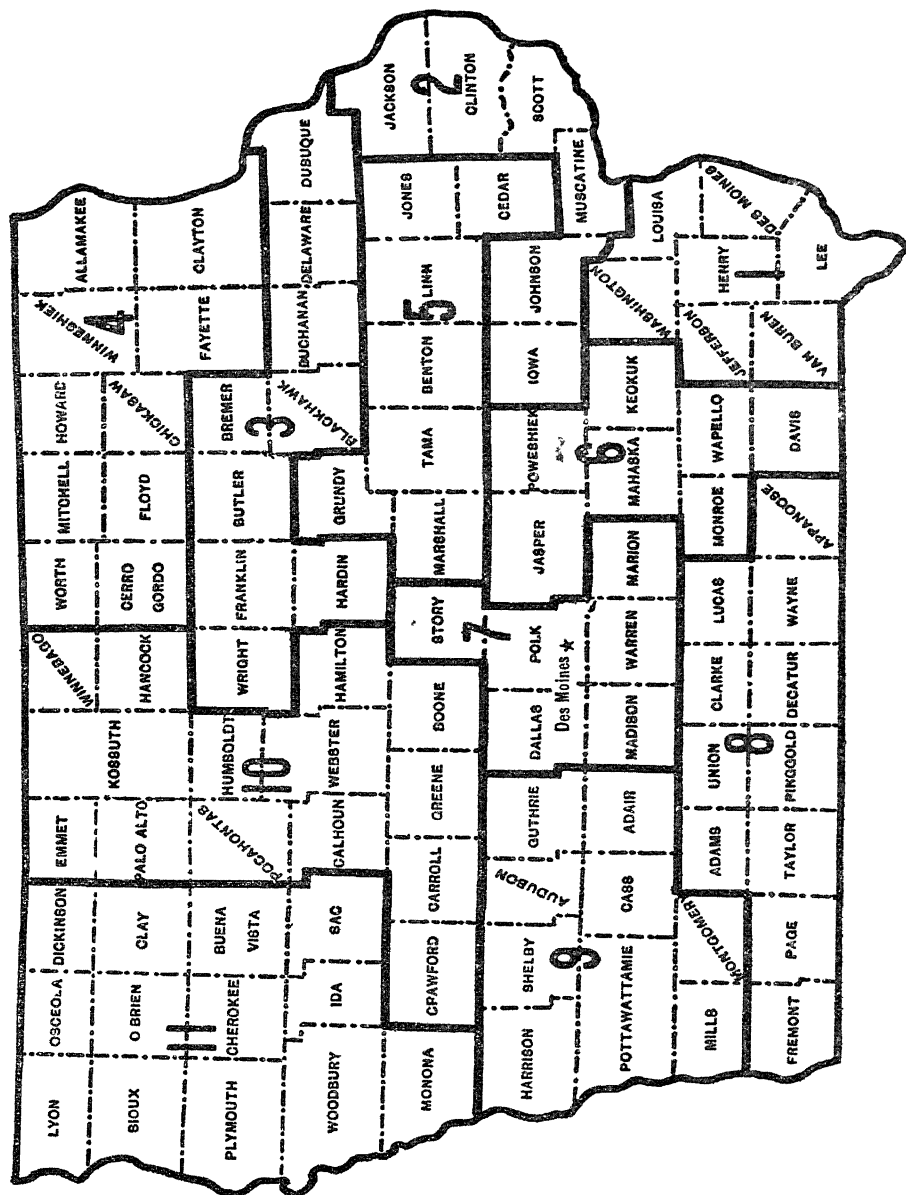 LYON
OSCEOLA
DICKINSON
EMMET
WINNEBAGO
WORTH
MITCHELL
HOWARD
WINNEGHIEK
ALLAMAKEE
SIOUX
O BRIEN
CLAY
PALO ALTO
KOSSUTH
HANCOCK
CERRO
GORDO
FLOYD
CHICKASAW
4
FAYETTE
CLAYTON
PLYMOUTH
11
CHEROKEE
BUENA
VISTA
POCAHONTAS
HUMBOLDT
10
WRIGHT
FRANKLIN
BUTLER
BREMER
3
BLACKHAWK
BUCHANAN
DELAWARE
DUBUQUE
WOODBURY
IDA
SAC
CALHOUN
WEBSTER
HAMILTON
HARDIN
GRUNDY
MONONA
CRAWFORD
CARROLL
GREENE
BOONE
STORY
MARSHALL
TAMA
BENTON
LINN
5
JONES
JACKSON
2
CLINTON
CEDAR
SCOTT
HARRISON
SHELBY
AUDUBON
GUTHRIE
DALLAS
POLK
7
Des Moines
JASPER
POWESHIEK
IOWA
JOHNSON
MUSCATINE
9
POTTAWATTAMIE
CASS
ADAIR
MADISON
WARREN
MARION
6
MAHASKA
KEOKUK
WASHINGTON
LOUISA
MILLS
MONTGOMERY
ADAMS
UNION
CLARKE
LUCAS
MONROE
WAPELLO
JEFFERSON
HENRY
1
DES MOINES
FREMONT
PAGE
TAYLOR
8
PIKGGOLD
DECATUR
WAYNE
APPANOOSE
DAVIS
VAN BUREN
LEE